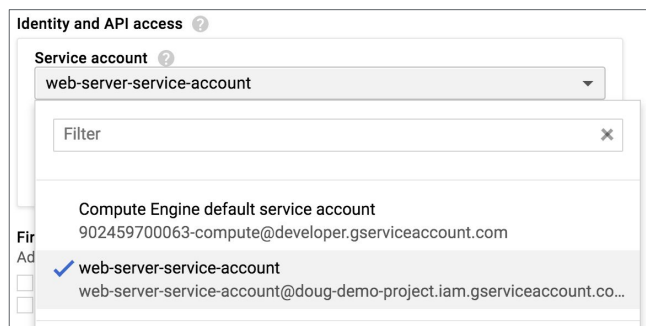 Identity and API access
Service account
web-server-service-account
Filter
Compute Engine default service account
902459700063-compute@developer.gserviceaccount.com
Fir
Ad
web-server-service-account
web-server-service-account@doug-demo-project.iam.gserviceaccount.co...